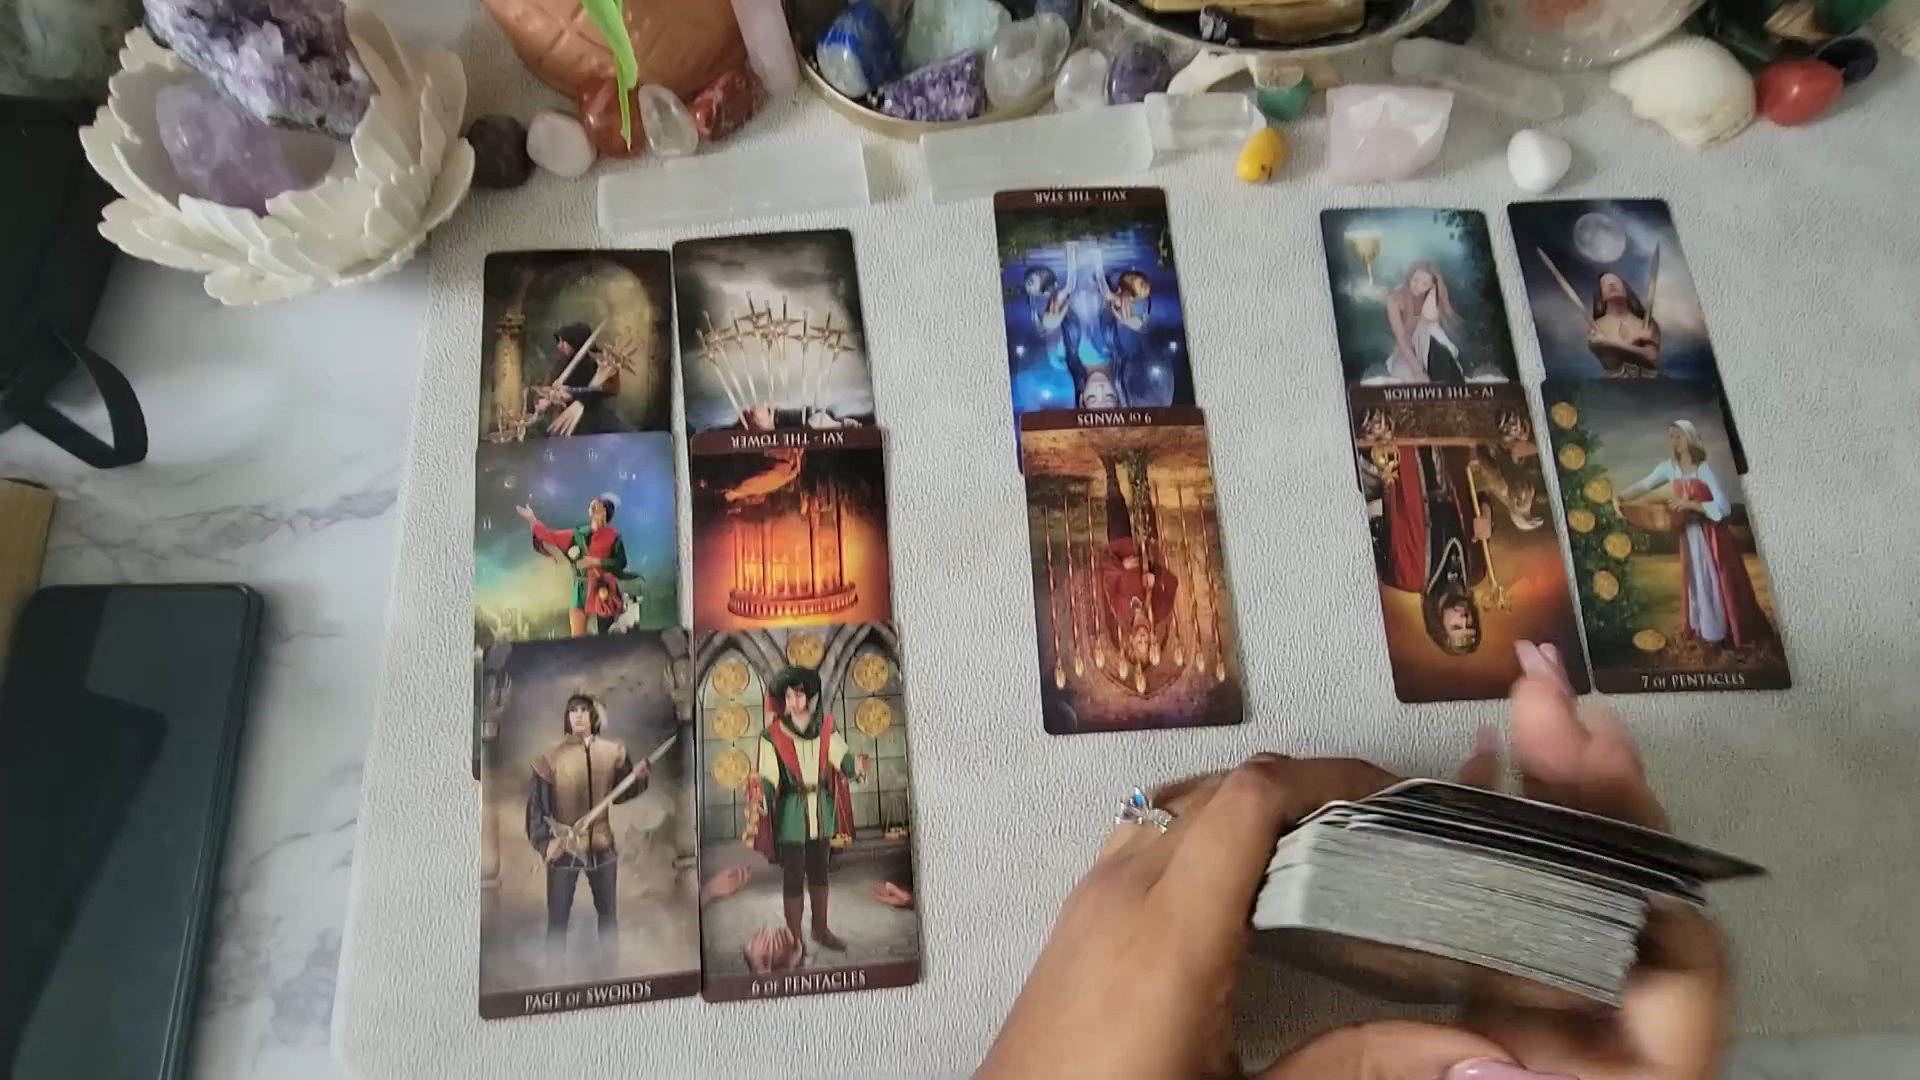 XVII - THE STAR
IV - THE EMPEROR
9 OF WANDS
XVI - THE TOWER
7 OF PENTACLES
6 OF PENTACLES
PAGE OF SWORDS